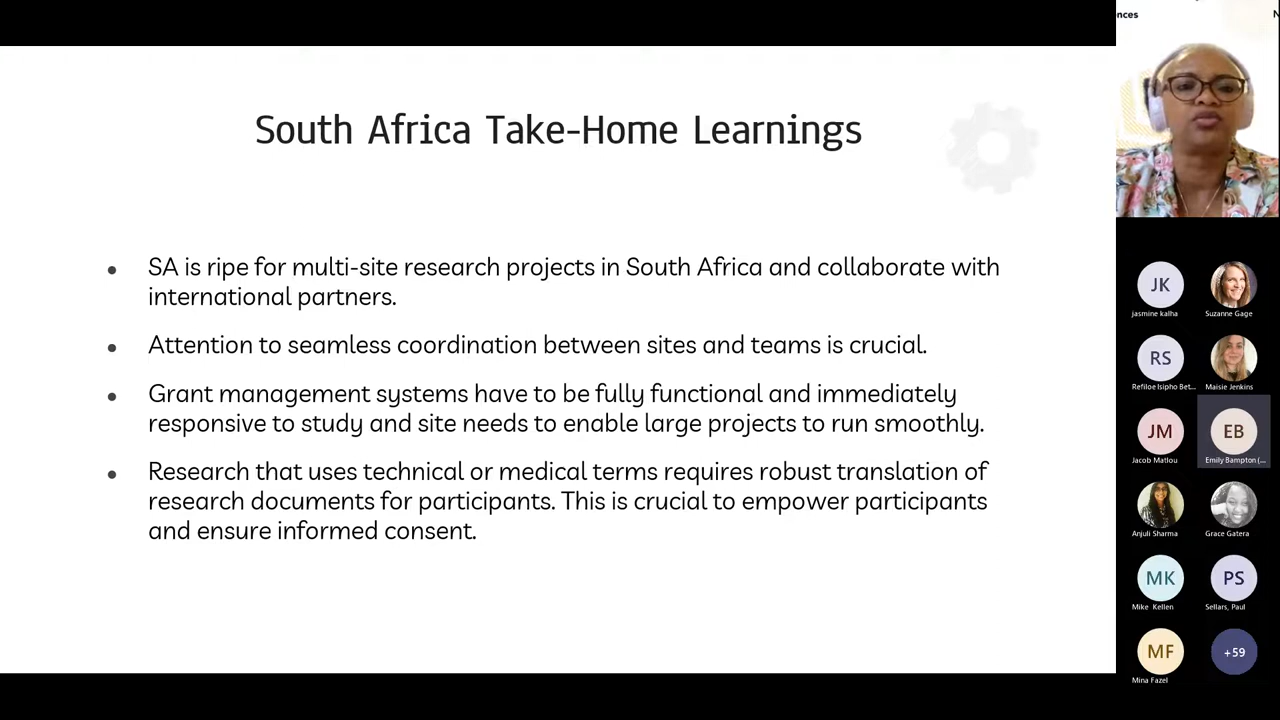 nces
N
South Africa Take-Home Learnings
SA is ripe for multi-site research projects in South Africa and collaborate with
international partners.
Attention to seamless coordination between sites and teams is crucial.
Grant management systems have to be fully functional and immediately
responsive to study and site needs to enable large projects to run smoothly.
Research that uses technical or medical terms requires robust translation of
research documents for participants. This is crucial to empower participants
and ensure informed consent.
JK
jasmine kalha
Suzanne Gage
RS
Refiloe Isipho Bet...
Maisie Jenkins
JM
Jacob Matlou
EB
Emily Bampton (...
Anjuli Sharma
Grace Gatera
MK
Mike Kellen
PS
Sellars, Paul
MF
Mina Fazel
+59